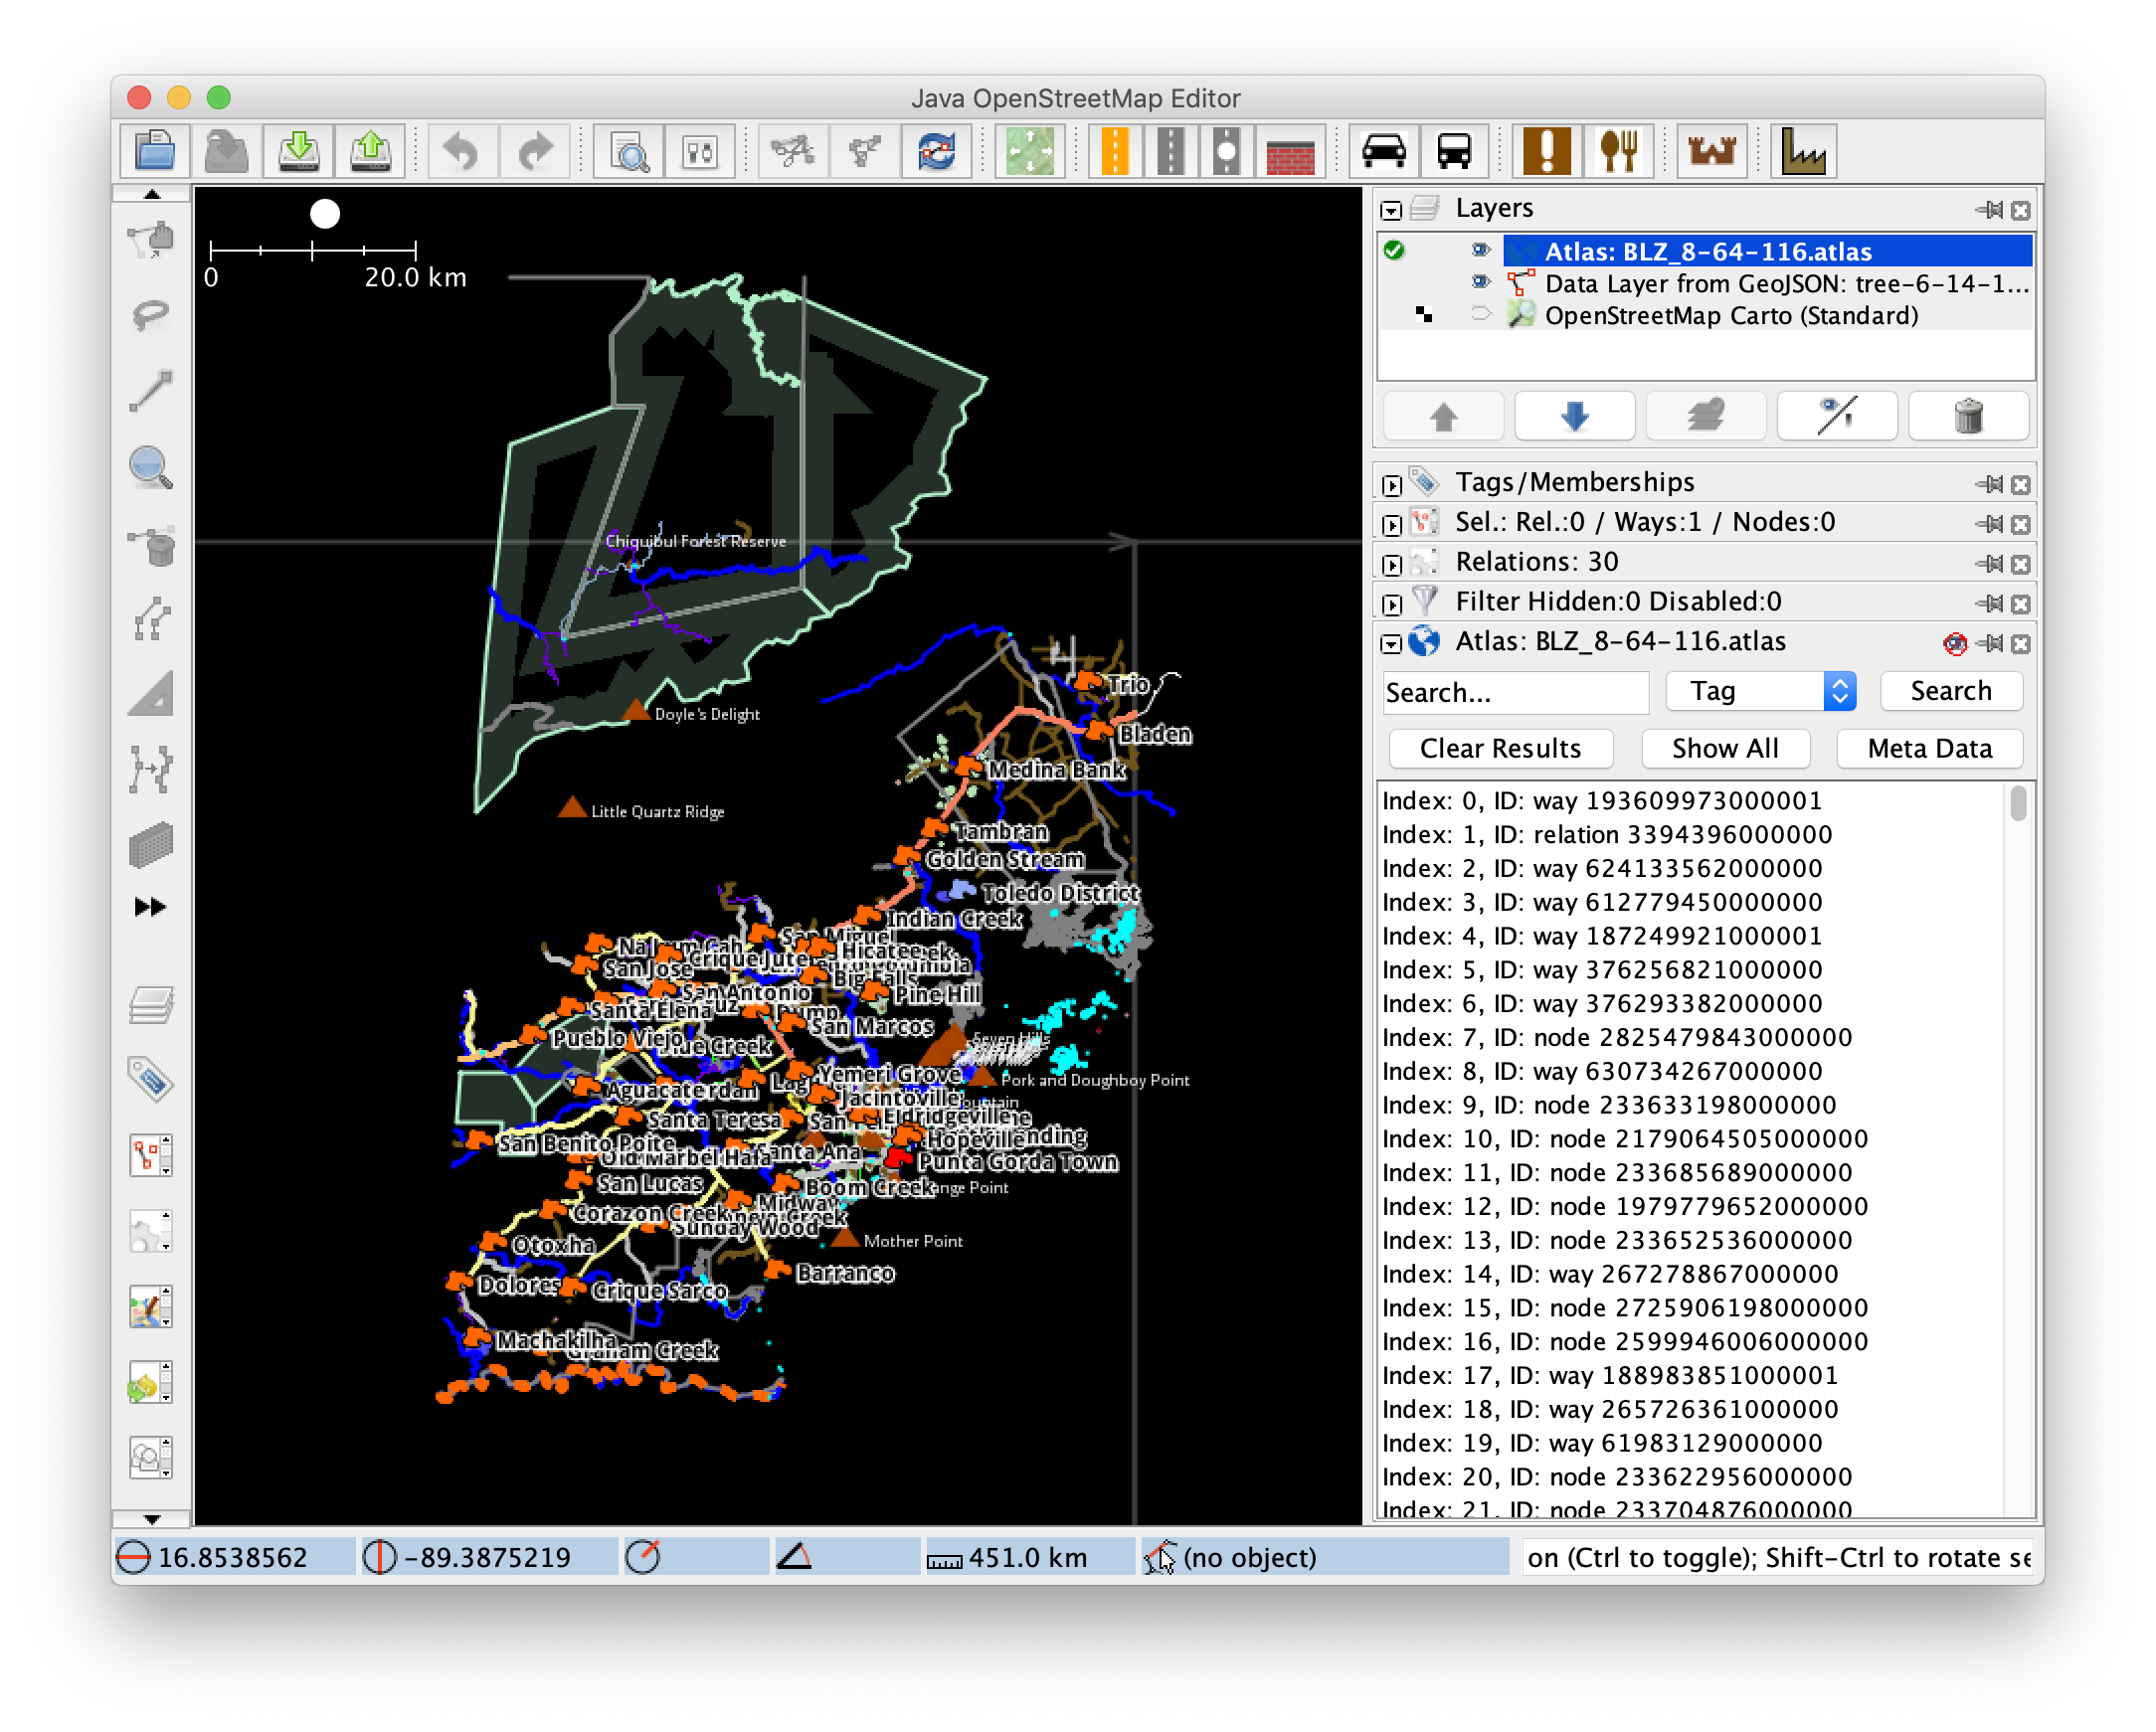 Java OpenStreetMap Editor
0
20.0 km
Chiquibul Forest Reserve
Doyle's Delight
Little Quartz Ridge
Trio
Bladen
Medina Bank
Tambran
Golden Stream
Toledo District
Indian Creek
San Miguel
Hicatee
Crique Jute
San Jose
Big Falls
San Antonio
Pine Hill
Santa Elena
San Marcos
Pueblo Viejo
Blue Creek
Seven Hills
Yemeri Grove
Pork and Doughboy Point
Aguacate
Jacintoville
Santa Teresa
Eldridgeville
Hopeville
San Benito Poite
Santa Ana
Punta Gorda Town
San Lucas
Boom Creek
Orange Point
Midway
Corazon Creek
Sunday Wood
Mother Point
Otoxha
Barranco
Dolores
Crique Sarco
Machakilha
Graham Creek
Layers
Atlas: BLZ_8-64-116.atlas
Data Layer from GeoJSON: tree-6-14-1...
OpenStreetMap Carto (Standard)
Tags/Memberships
Sel.: Rel.:0 / Ways:1 / Nodes:0
Relations: 30
Filter Hidden:0 Disabled:0
Atlas: BLZ_8-64-116.atlas
Search...
Tag
Search
Clear Results
Show All
Meta Data
Index: 0, ID: way 193609973000001
Index: 1, ID: relation 3394396000000
Index: 2, ID: way 624133562000000
Index: 3, ID: way 612779450000000
Index: 4, ID: way 187249921000001
Index: 5, ID: way 376256821000000
Index: 6, ID: way 376293382000000
Index: 7, ID: node 2825479843000000
Index: 8, ID: way 630734267000000
Index: 9, ID: node 233633198000000
Index: 10, ID: node 2179064505000000
Index: 11, ID: node 233685689000000
Index: 12, ID: node 1979779652000000
Index: 13, ID: node 233652536000000
Index: 14, ID: way 267278867000000
Index: 15, ID: node 2725906198000000
Index: 16, ID: node 2599946006000000
Index: 17, ID: way 188983851000001
Index: 18, ID: way 265726361000000
Index: 19, ID: way 61983129000000
Index: 20, ID: node 233622956000000
Index: 21, ID: node 233704876000000
16.8538562
-89.3875219
451.0 km
(no object)
on (Ctrl to toggle); Shift-Ctrl to rotate se